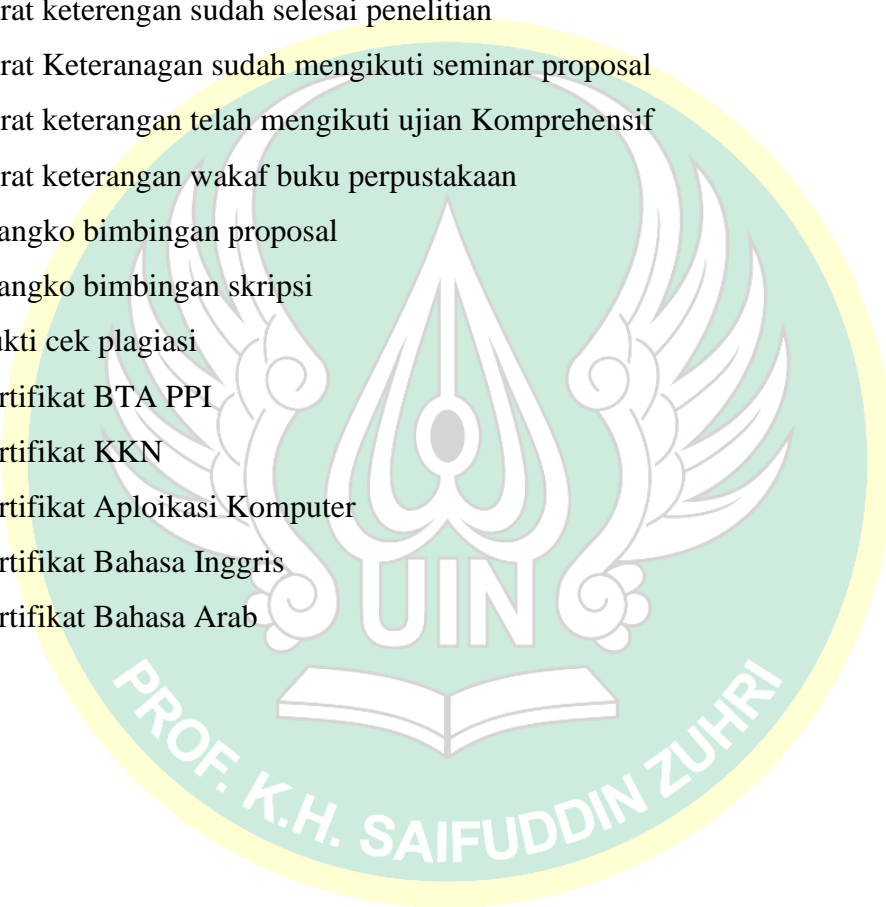 rat keterengan sudah selesai penelitian
rat Keteranagan sudah mengikuti seminar proposal
rat keterangan telah mengikuti ujian Komprehensif
rat keterangan wakaf buku perpustakaan
angko bimbingan proposal
angko bimbingan skripsi
ukti cek plagiasi
rtifikat BTA PPI
rtifikat KKN
rtifikat Aploikasi Komputer
rtifikat Bahasa Inggris
rtifikat Bahasa Arab
UIN
PROF. K.H. SAIFUDDIN ZUHRI